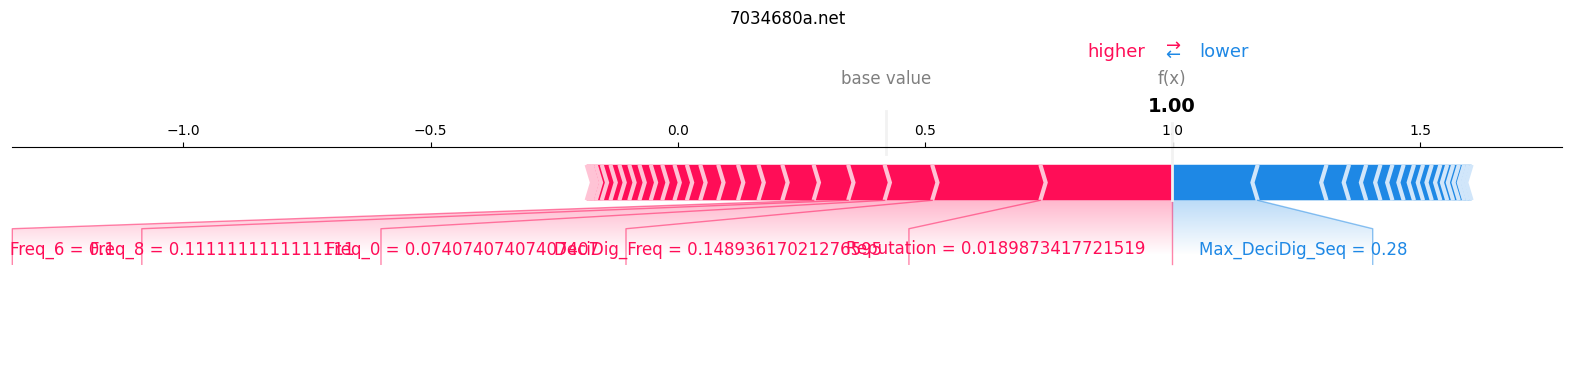 7034680a.net
higher ⇄ lower
base value f(x)
1.00
−1.0 −0.5 0.0 0.5 1.0 1.5
Freq_6 = 0.1 Freq_8 = 0.1111111111111111 Freq_0 = 0.07407407407407407 DeciDig_Freq = 0.14893617021276595 Reputation = 0.0189873417721519 Max_DeciDig_Seq = 0.28